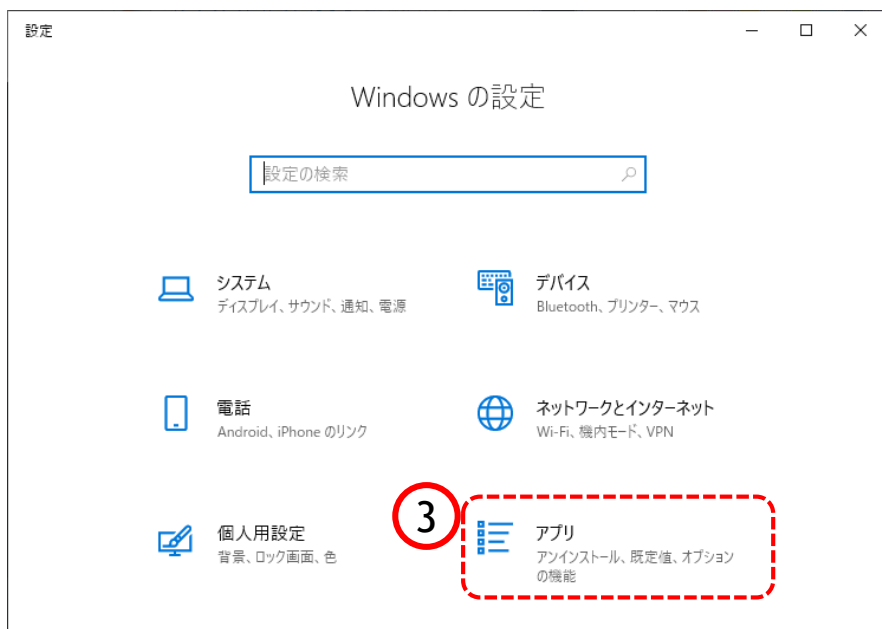 設定
Windows の設定
設定の検索
システム
ディスプレイ、サウンド、通知、電源
デバイス
Bluetooth、プリンター、マウス
電話
Android、iPhone のリンク
ネットワークとインターネット
Wi-Fi、機内モード、VPN
個人用設定
背景、ロック画面、色
3
アプリ
アンインストール、既定値、オプション
の機能